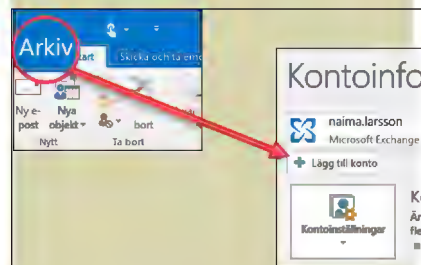 Arkiv
Skicka och ta emo
Ny e-post
Nya objekt
bort
Nytt
Ta bort
Kontoinfo
naima.larsson
Microsoft Exchange
Lägg till konto
Kontoinställningar